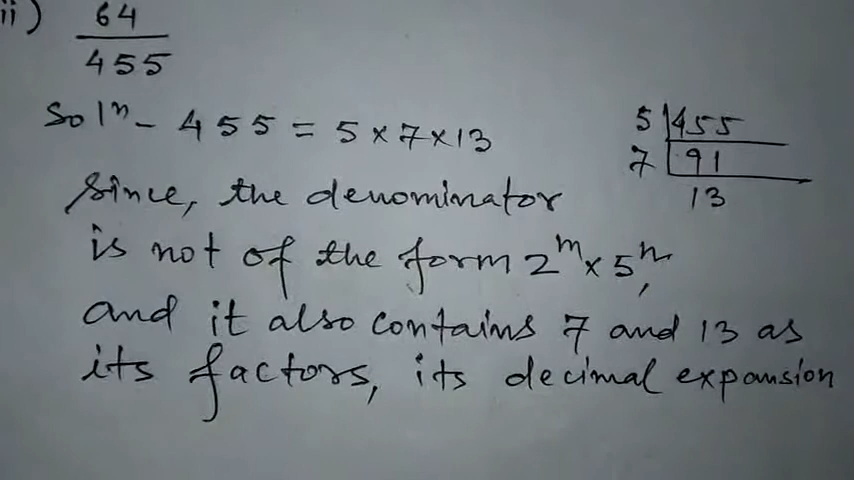 ii) 64/455
Sol^n - 455 = 5 × 7 × 13
5 | 455
7 | 91
13
Since, the denominator
is not of the form 2^m × 5^n,
and it also contains 7 and 13 as
its factors, its decimal expansion